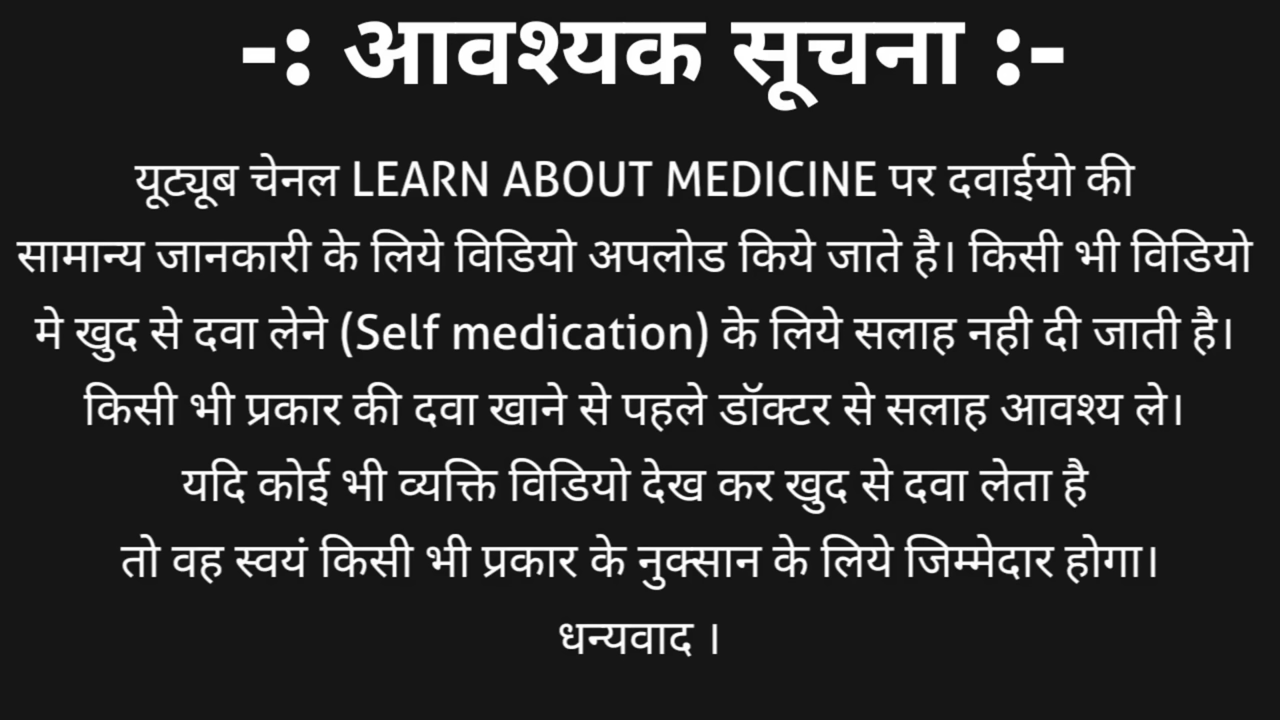 -: आवश्यक सूचना :-
यूट्यूब चेनल LEARN ABOUT MEDICINE पर दवाईयो की
सामान्य जानकारी के लिये विडियो अपलोड किये जाते है। किसी भी विडियो
मे खुद से दवा लेने (Self medication) के लिये सलाह नही दी जाती है।
किसी भी प्रकार की दवा खाने से पहले डॉक्टर से सलाह आवश्य ले।
यदि कोई भी व्यक्ति विडियो देख कर खुद से दवा लेता है
तो वह स्वयं किसी भी प्रकार के नुक्सान के लिये जिम्मेदार होगा।
धन्यवाद ।